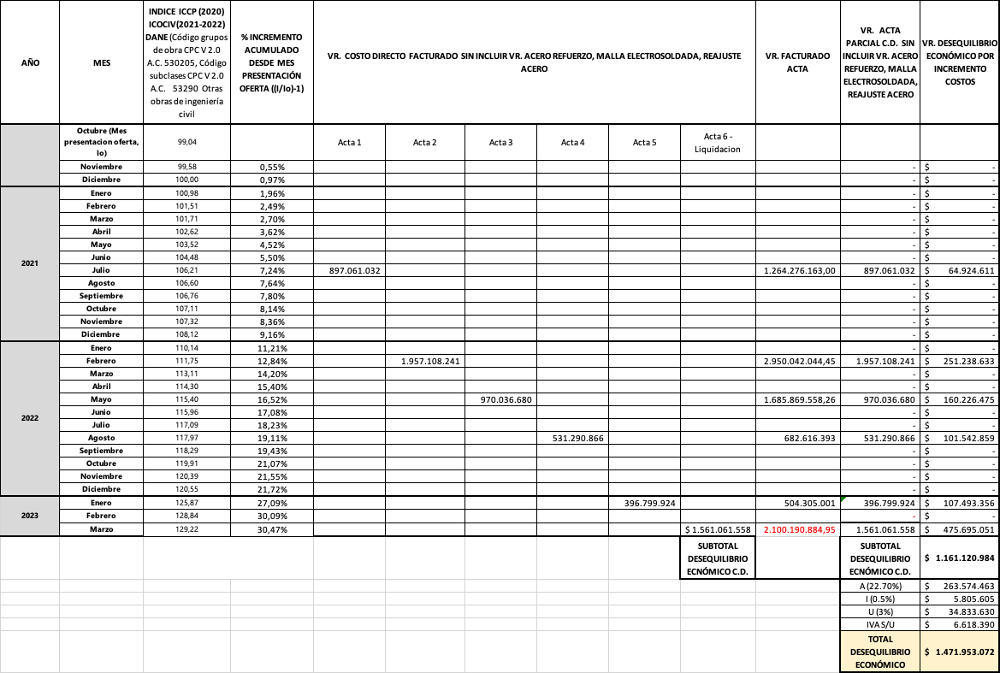 AÑO
MES
INDICE ICCP (2020)
ICOCIV(2021-2022)
DANE (Código grupos
de obra CPC V 2.0
A.C. 530205, Código
subclases CPC V 2.0
A.C. 53290 Otras
obras de ingeniería
civil
% INCREMENTO
ACUMULADO
DESDE MES
PRESENTACIÓN
OFERTA ((I/Io)-1)
VR. COSTO DIRECTO FACTURADO SIN INCLUIR VR. ACERO REFUERZO, MALLA ELECTROSOLDADA, REAJUSTE
ACERO
VR. FACTURADO
ACTA
VR. ACTA
PARCIAL C.D. SIN
INCLUIR VR. ACERO
REFUERZO, MALLA
ELECTROSOLDADA,
REAJUSTE ACERO
VR. DESEQUILIBRIO
ECONÓMICO POR
INCREMENTO
COSTOS
Octubre (Mes
presentacion oferta,
Io)
99,04
Acta 1
Acta 2
Acta 3
Acta 4
Acta 5
Acta 6 -
Liquidacion
Noviembre 99,58 0,55% - $ -
Diciembre 100,00 0,97% - $ -
2021
Enero 100,98 1,96% - $ -
Febrero 101,51 2,49% - $ -
Marzo 101,71 2,70% - $ -
Abril 102,62 3,62% - $ -
Mayo 103,52 4,52% - $ -
Junio 104,48 5,50% - $ -
Julio 106,21 7,24% 897.061.032 1.264.276.163,00 897.061.032 $ 64.924.611
Agosto 106,60 7,64% - $ -
Septiembre 106,76 7,80% - $ -
Octubre 107,11 8,14% - $ -
Noviembre 107,32 8,36% - $ -
Diciembre 108,12 9,16% - $ -
2022
Enero 110,14 11,21% - $ -
Febrero 111,75 12,84% 1.957.108.241 2.950.042.044,45 1.957.108.241 $ 251.238.633
Marzo 113,11 14,20% - $ -
Abril 114,30 15,40% - $ -
Mayo 115,40 16,52% 970.036.680 1.685.869.558,26 970.036.680 $ 160.226.475
Junio 115,96 17,08% - $ -
Julio 117,09 18,23% - $ -
Agosto 117,97 19,11% 531.290.866 682.616.393 531.290.866 $ 101.542.859
Septiembre 118,29 19,43% - $ -
Octubre 119,91 21,07% - $ -
Noviembre 120,39 21,55% - $ -
Diciembre 120,55 21,72% - $ -
2023
Enero 125,87 27,09% 396.799.924 504.305.001 396.799.924 $ 107.493.356
Febrero 128,84 30,09% - $ -
Marzo 129,22 30,47% $ 1.561.061.558 2.100.190.884,95 1.561.061.558 $ 475.695.051
SUBTOTAL
DESEQUILIBRIO
ECNÓMICO C.D.
SUBTOTAL
DESEQUILIBRIO
ECNÓMICO C.D.
$ 1.161.120.984
A (22.70%) $ 263.574.463
I (0.5%) $ 5.805.605
U (3%) $ 34.833.630
IVA S/U $ 6.618.390
TOTAL
DESEQUILIBRIO
ECONÓMICO
$ 1.471.953.072